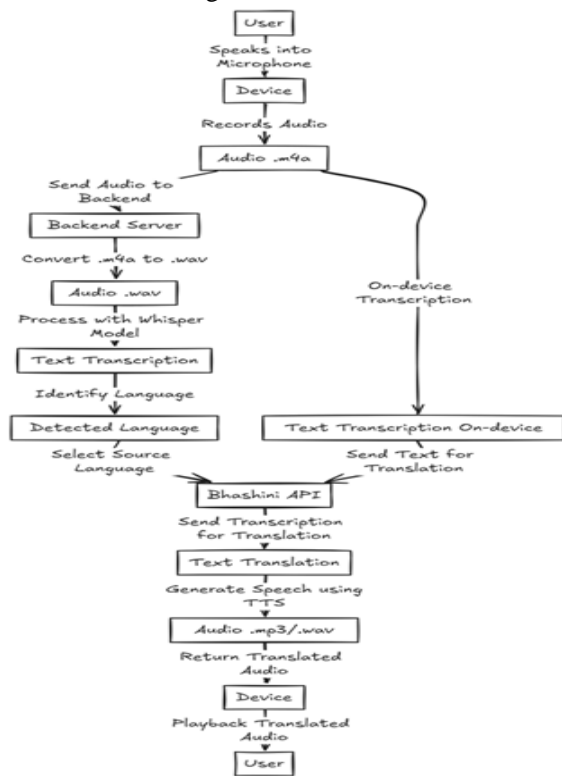 User
Speaks into
Microphone
Device
Records Audio
Audio .m4a
Send Audio to
Backend
Backend Server
Convert .m4a to .wav
Audio .wav
On-device
Transcription
Process with Whisper
Model
Text Transcription
Identify Language
Detected Language
Text Transcription On-device
Select Source
Language
Send Text for
Translation
Bhashini API
Send Transcription
for Translation
Text Translation
Generate Speech using
TTS
Audio .mp3/.wav
Return Translated
Audio
Device
Playback Translated
Audio
User